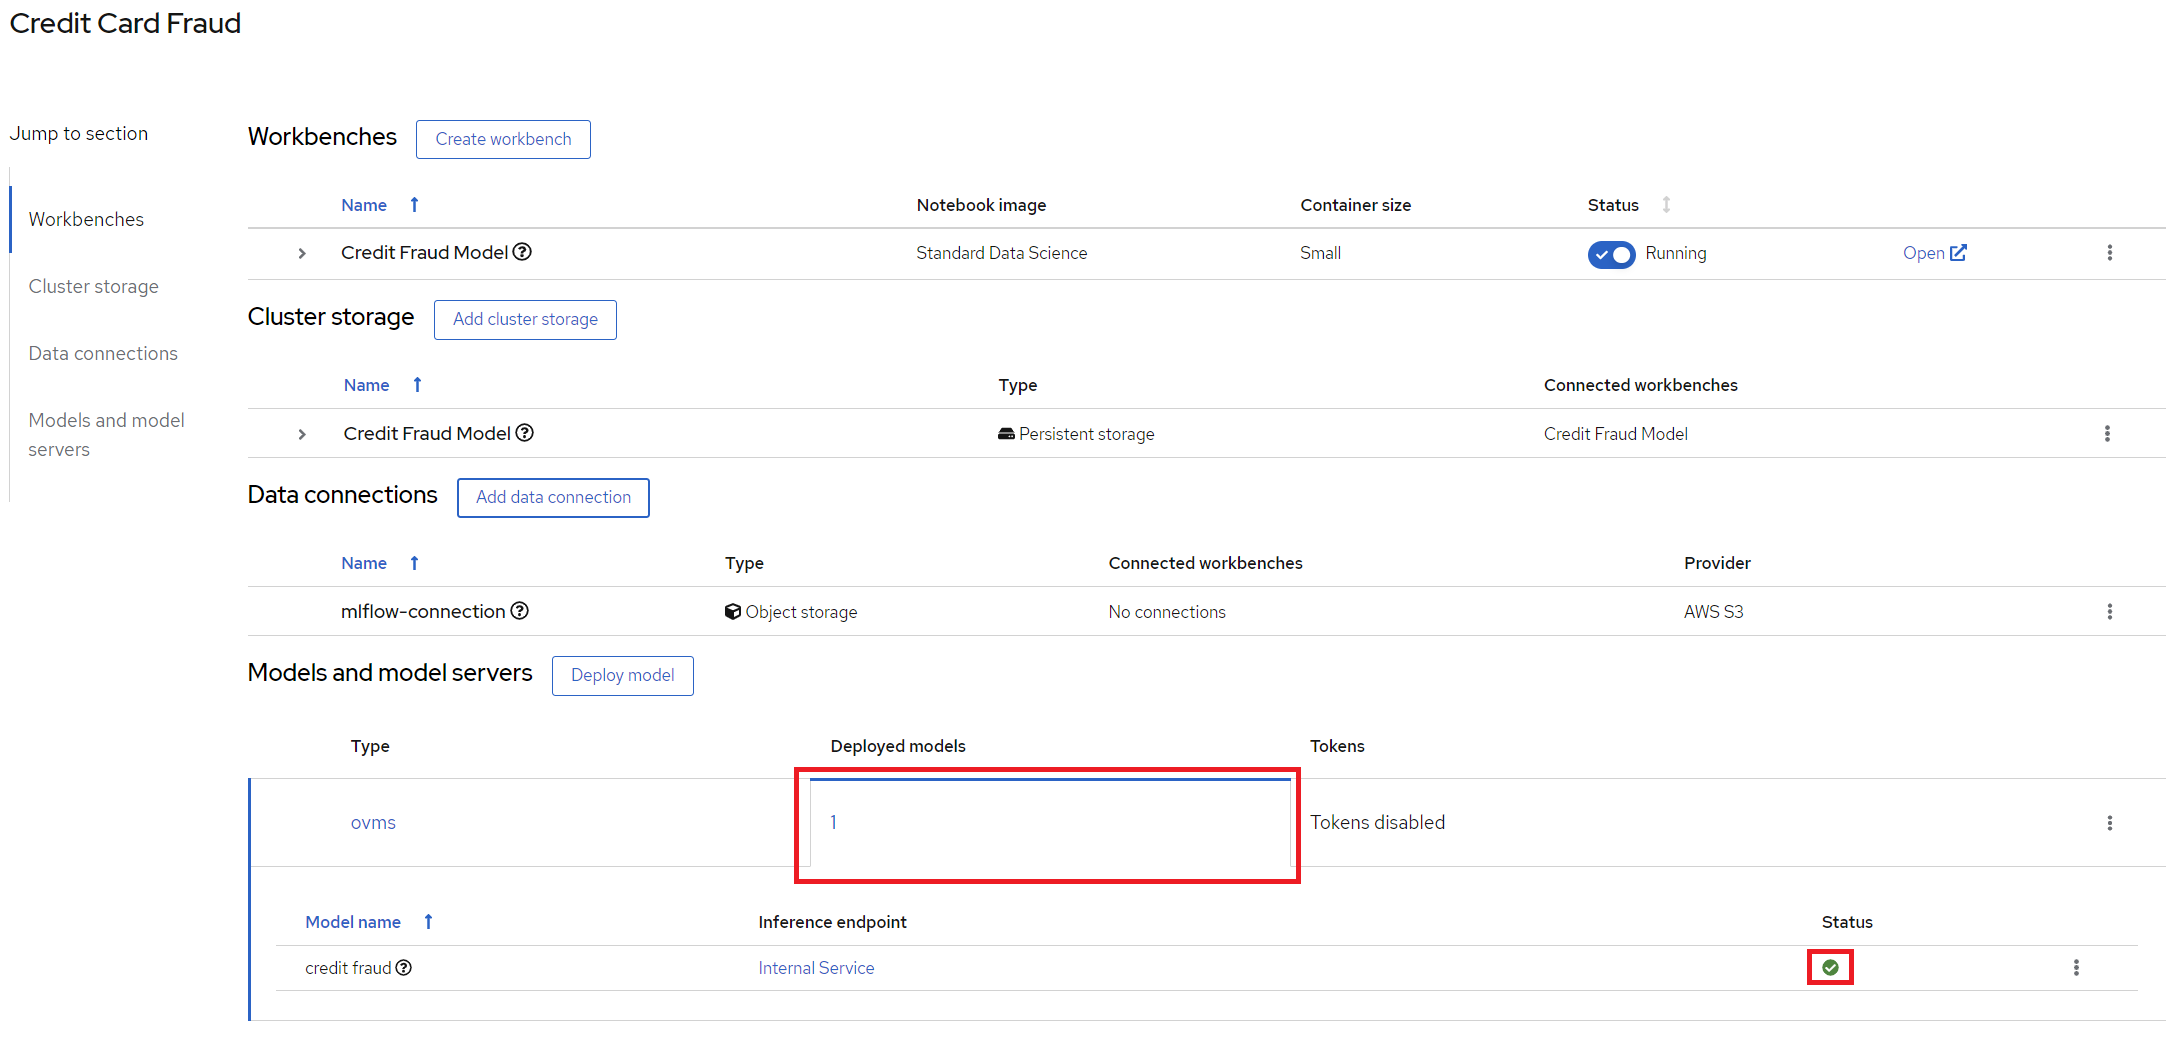 Credit Card Fraud
Jump to section
Workbenches
Cluster storage
Data connections
Models and model
servers
Workbenches Create workbench
Name Notebook image Container size Status
Credit Fraud Model Standard Data Science Small Running Open
Cluster storage Add cluster storage
Name Type Connected workbenches
Credit Fraud Model Persistent storage Credit Fraud Model
Data connections Add data connection
Name Type Connected workbenches Provider
mlflow-connection Object storage No connections AWS S3
Models and model servers Deploy model
Type Deployed models Tokens
ovms 1 Tokens disabled
Model name Inference endpoint Status
credit fraud Internal Service